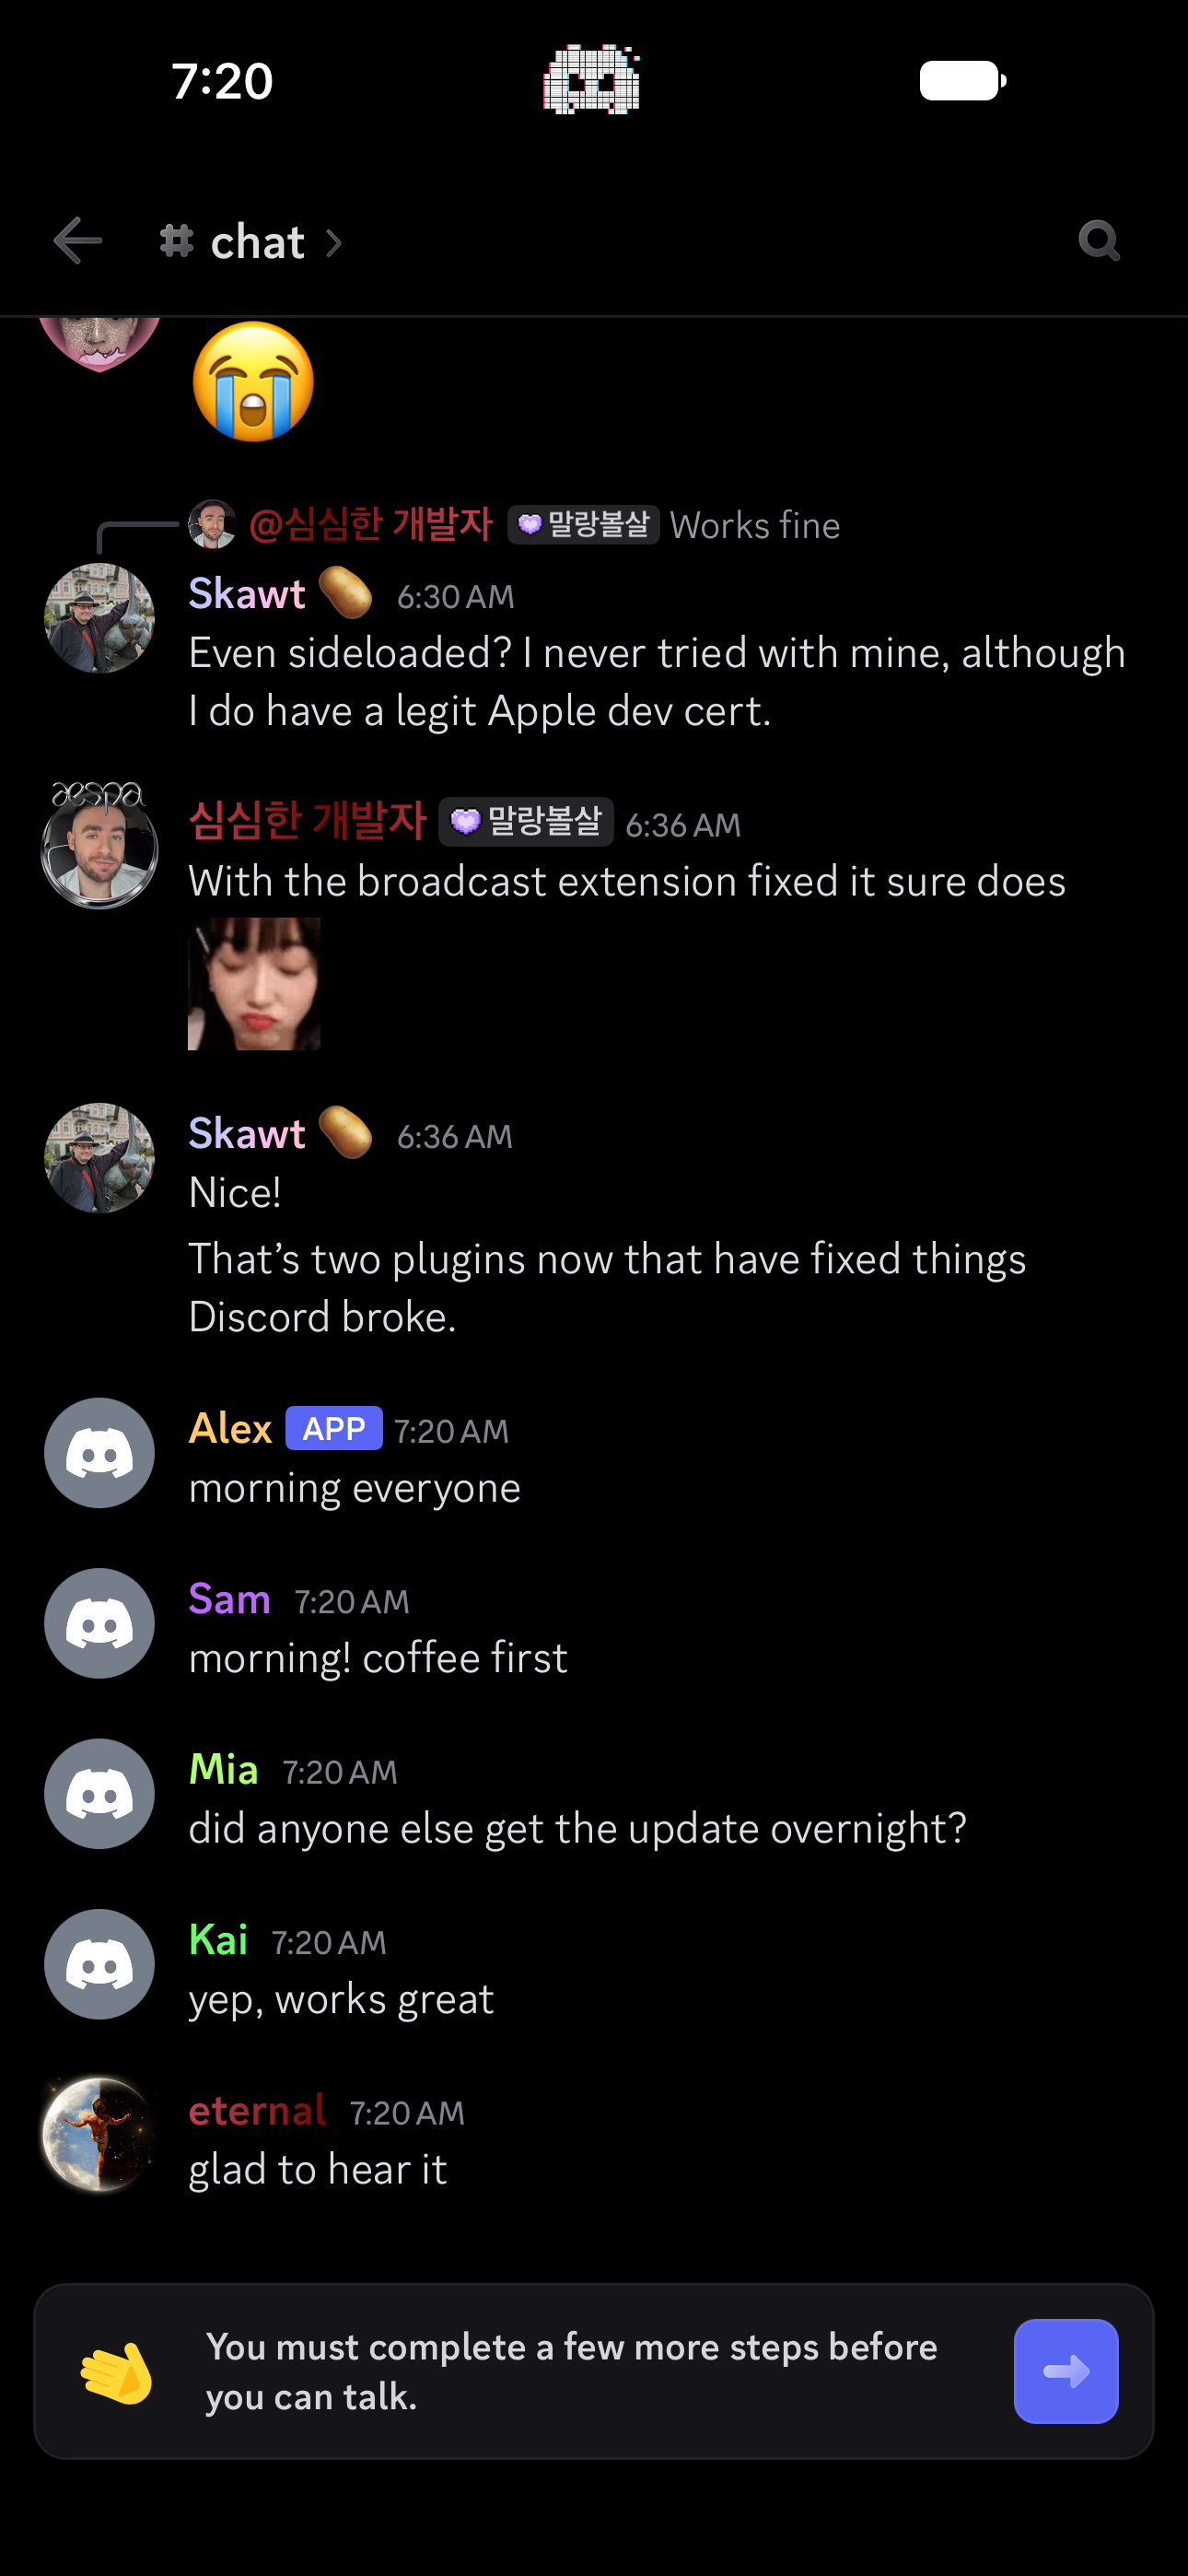 7:20
chat
@심심한 개발자 말랑볼살 Works fine
Skawt 6:30 AM
Even sideloaded? I never tried with mine, although
I do have a legit Apple dev cert.
aespa
심심한 개발자 말랑볼살 6:36 AM
With the broadcast extension fixed it sure does
Skawt 6:36 AM
Nice!
That's two plugins now that have fixed things
Discord broke.
Alex APP 7:20 AM
morning everyone
Sam 7:20 AM
morning! coffee first
Mia 7:20 AM
did anyone else get the update overnight?
Kai 7:20 AM
yep, works great
eternal 7:20 AM
glad to hear it
You must complete a few more steps before
you can talk.